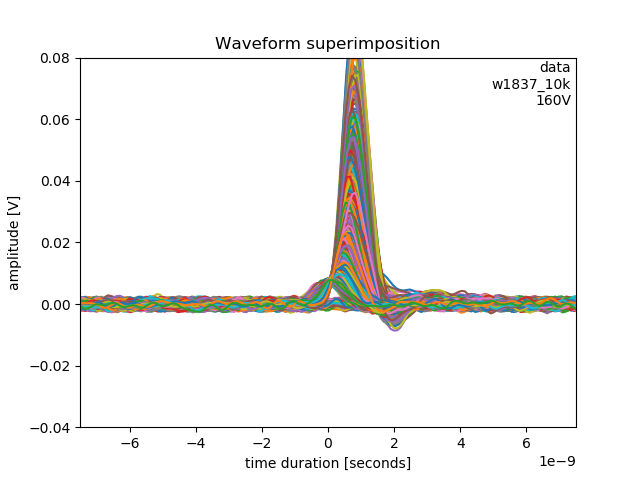 Waveform superimposition
data
w1837_10k
160V
amplitude [V]
0.08
0.06
0.04
0.02
0.00
−0.02
−0.04
−6
−4
−2
0
2
4
6
time duration [seconds]
1e−9